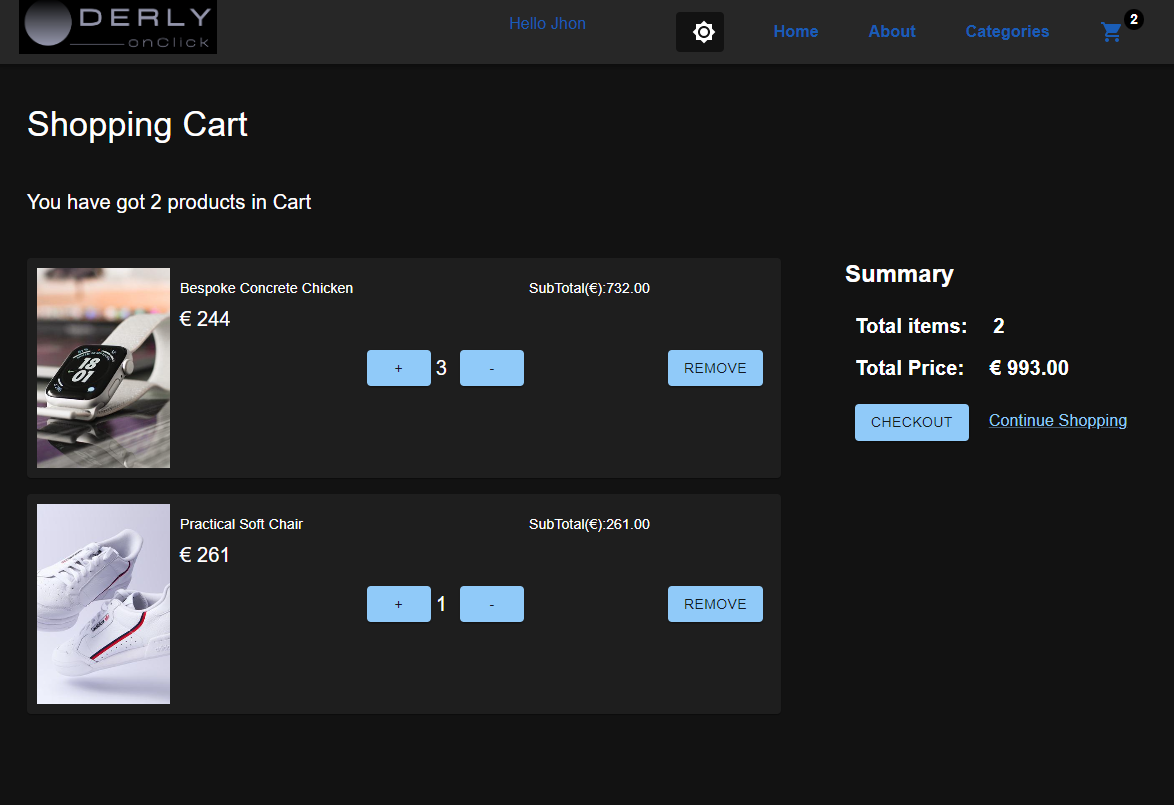 DERLY
onClick
Hello Jhon
Home
About
Categories
2
Shopping Cart
You have got 2 products in Cart
Bespoke Concrete Chicken
SubTotal(€):732.00
€ 244
+ 3 -
REMOVE
18
01
Practical Soft Chair
SubTotal(€):261.00
€ 261
+ 1 -
REMOVE
Summary
Total items: 2
Total Price: € 993.00
CHECKOUT
Continue Shopping